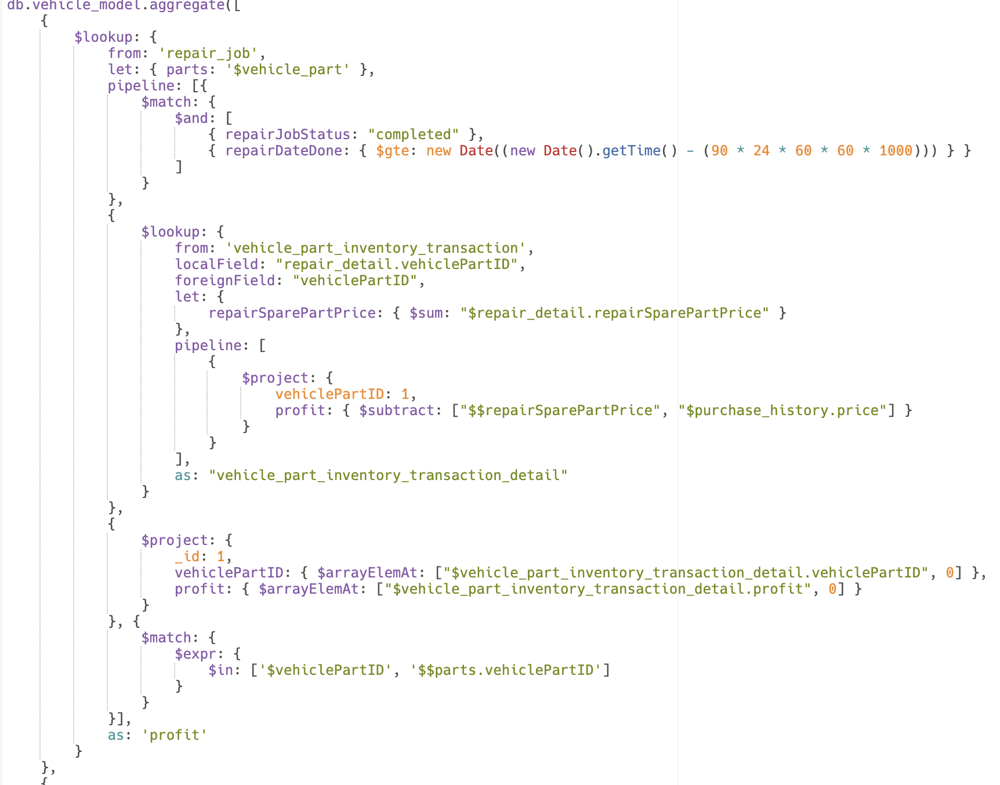 db.vehicle_model.aggregate([
    {
        $lookup: {
            from: 'repair_job',
            let: { parts: '$vehicle_part' },
            pipeline: [{
                $match: {
                    $and: [
                        { repairJobStatus: "completed" },
                        { repairDateDone: { $gte: new Date((new Date().getTime() - (90 * 24 * 60 * 60 * 1000))) } }
                    ]
                }
            },
            {
                $lookup: {
                    from: 'vehicle_part_inventory_transaction',
                    localField: "repair_detail.vehiclePartID",
                    foreignField: "vehiclePartID",
                    let: {
                        repairSparePartPrice: { $sum: "$repair_detail.repairSparePartPrice" }
                    },
                    pipeline: [
                        {
                            $project: {
                                vehiclePartID: 1,
                                profit: { $subtract: ["$$repairSparePartPrice", "$purchase_history.price"] }
                            }
                        }
                    ],
                    as: "vehicle_part_inventory_transaction_detail"
                }
            },
            {
                $project: {
                    _id: 1,
                    vehiclePartID: { $arrayElemAt: ["$vehicle_part_inventory_transaction_detail.vehiclePartID", 0] },
                    profit: { $arrayElemAt: ["$vehicle_part_inventory_transaction_detail.profit", 0] }
                }
            }, {
                $match: {
                    $expr: {
                        $in: ['$vehiclePartID', '$$parts.vehiclePartID']
                    }
                }
            }],
            as: 'profit'
        }
    },
    {